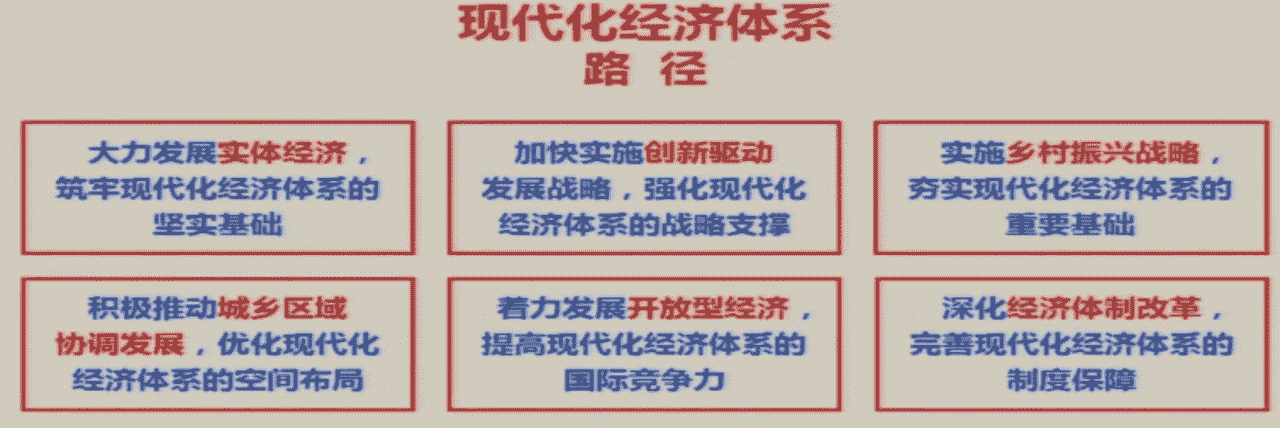 现代化经济体系
路 径
大力发展实体经济，
筑牢现代化经济体系的
坚实基础
加快实施创新驱动
发展战略，强化现代化
经济体系的战略支撑
实施乡村振兴战略，
夯实现代化经济体系的
重要基础
积极推动城乡区域
协调发展，优化现代化
经济体系的空间布局
着力发展开放型经济，
提高现代化经济体系的
国际竞争力
深化经济体制改革，
完善现代化经济体系的
制度保障